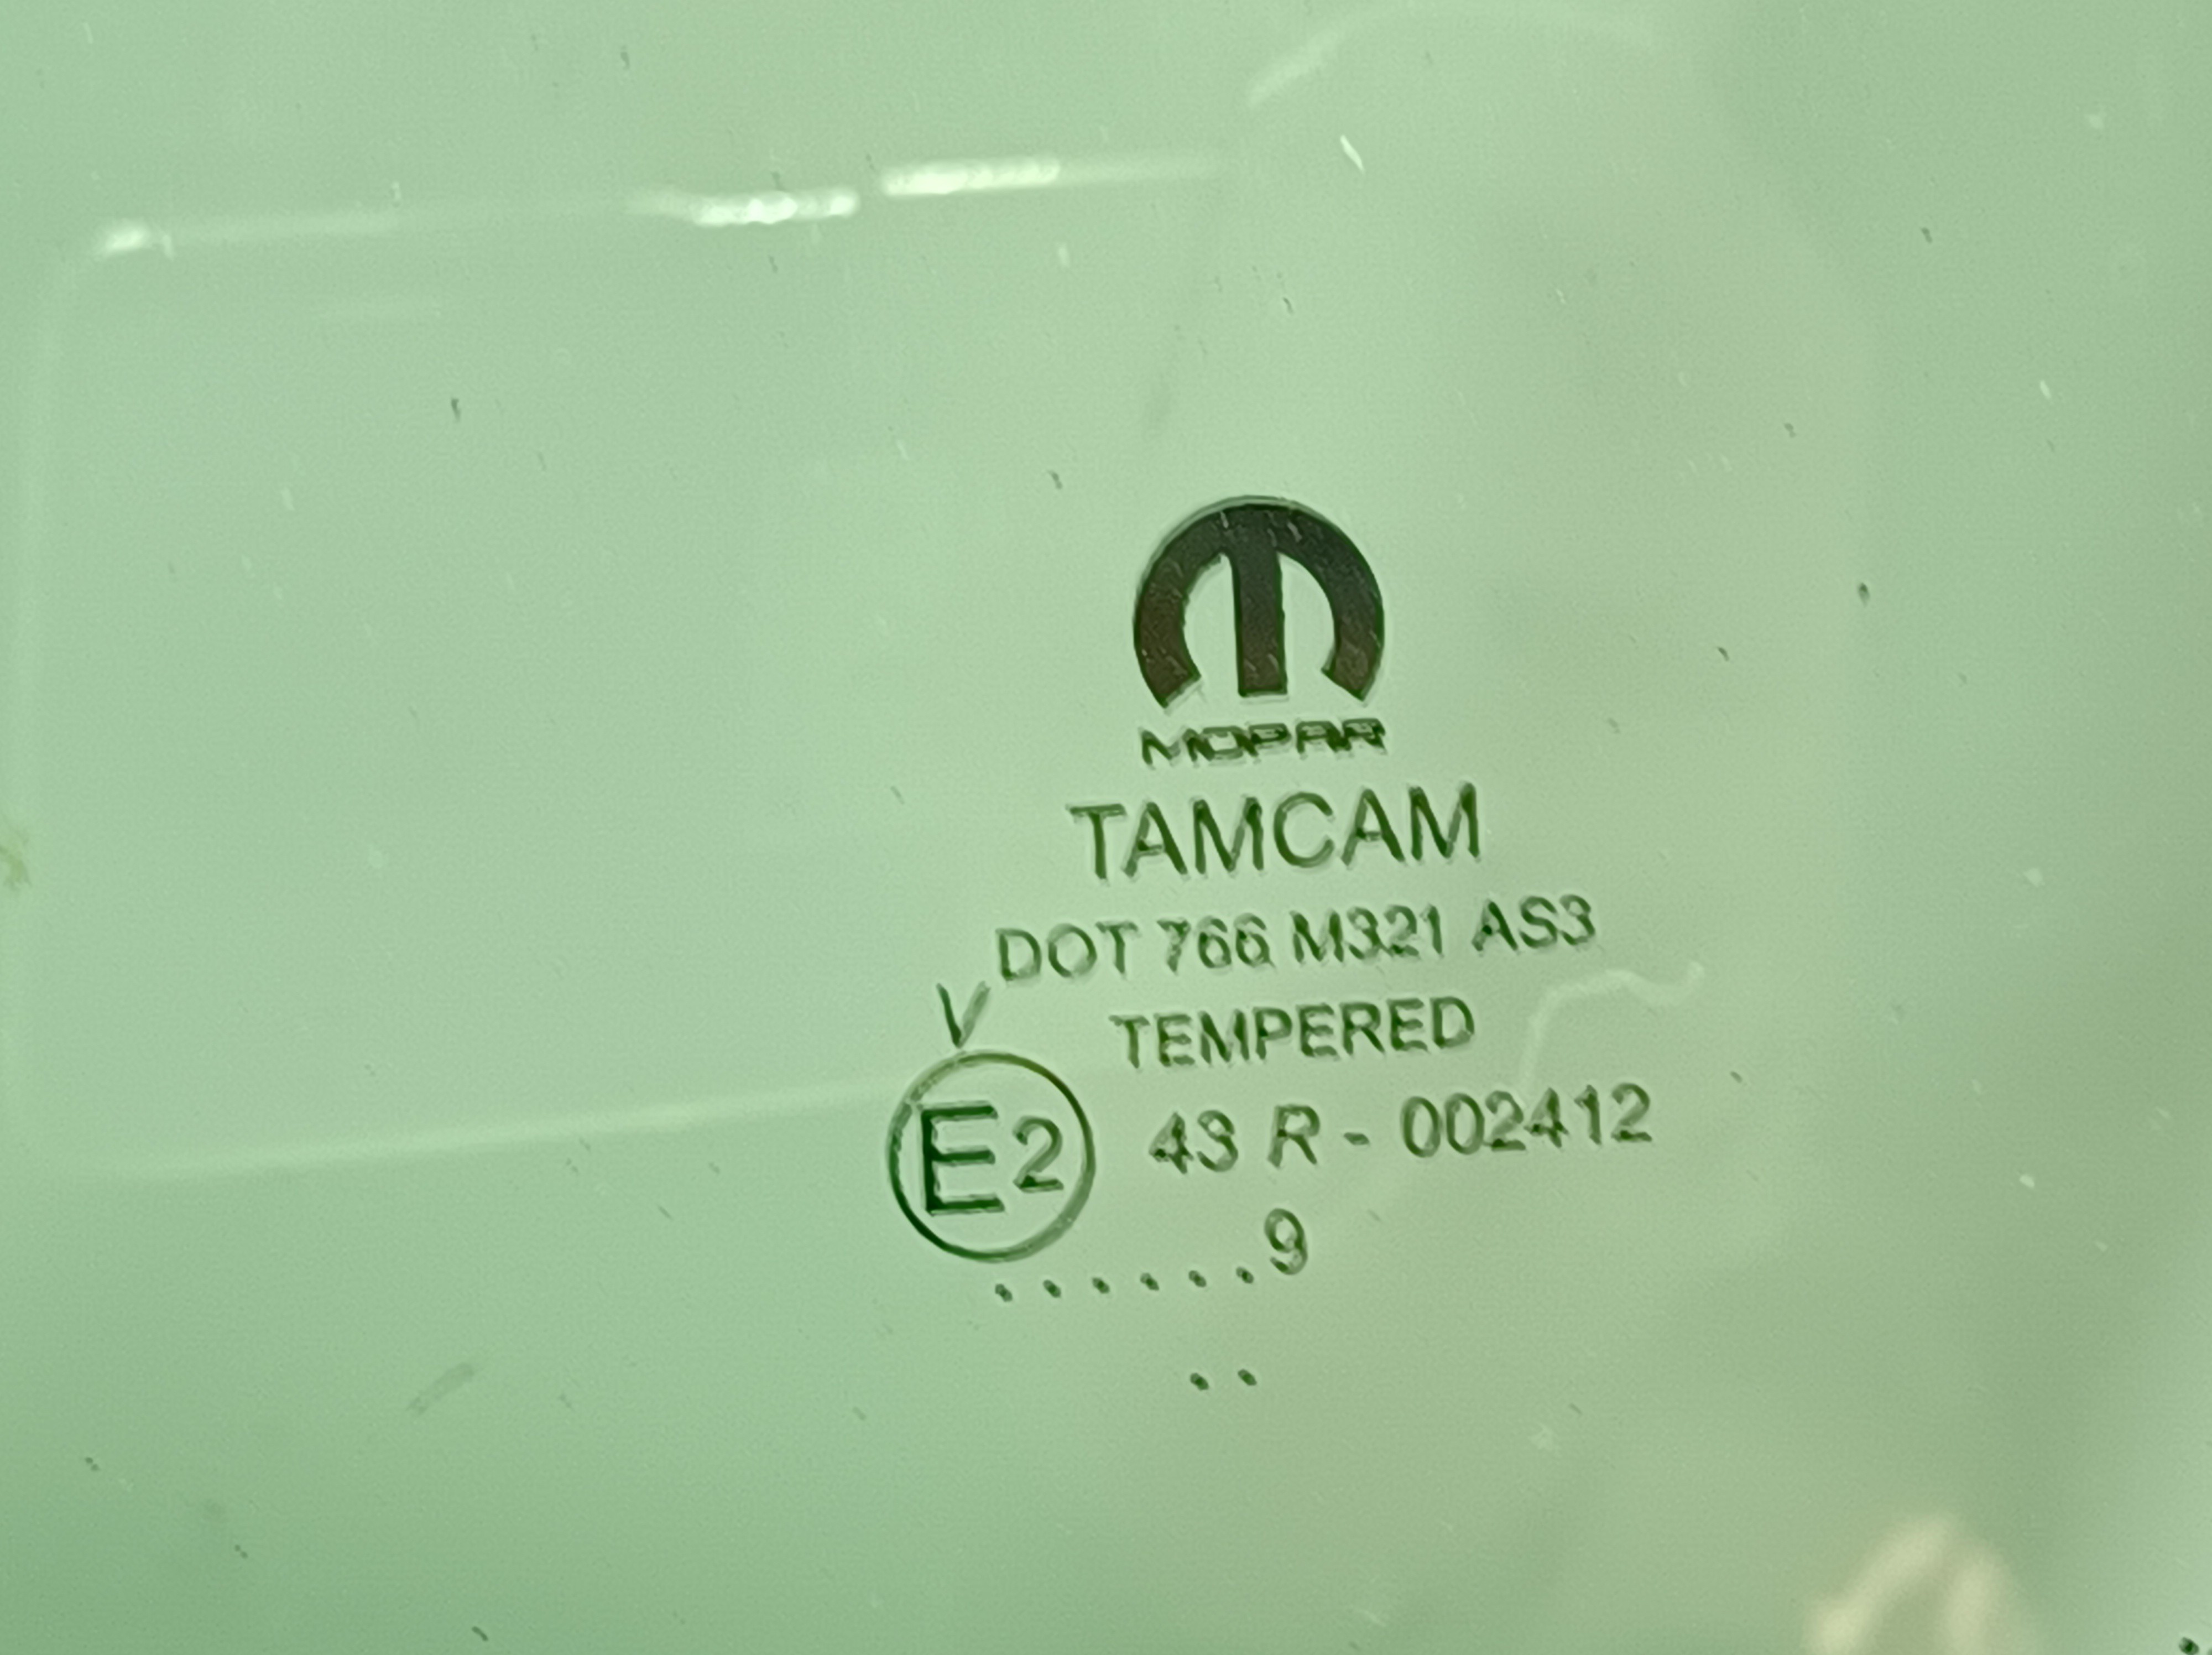 MOPAR
TAMCAM
DOT 766 M321 AS3
V
TEMPERED
E2 43 R - 002412
......9
..